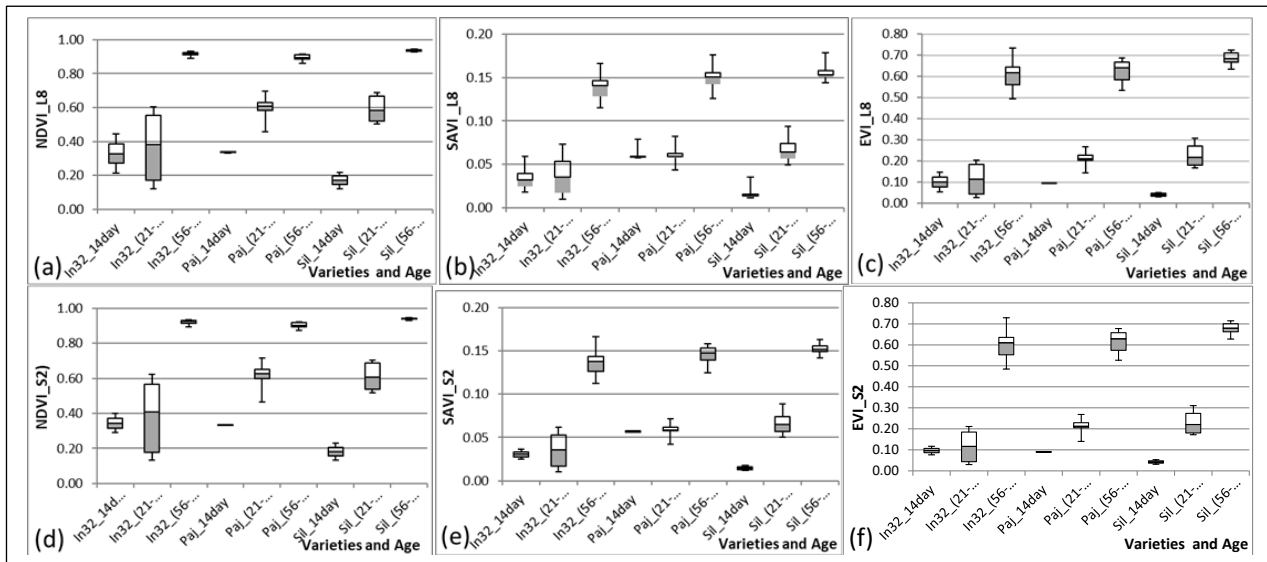 NDVI_L8
1.00
0.80
0.60
0.40
0.20
0.00
In32_14day
In32_(21-...
In32_(56-...
Paj_14day
Paj_(21-...
Paj_(56-...
Sil_14day
Sil_(21-...
Sil_(56-...
(a)
Varieties and Age
SAVI_L8
0.20
0.15
0.10
0.05
0.00
In32_14day
In32_(21-...
In32_(56-...
Paj_14day
Paj_(21-...
Paj_(56-...
Sil_14day
Sil_(21-...
Sil_(56-...
(b)
Varieties and Age
EVI_L8
0.80
0.70
0.60
0.50
0.40
0.30
0.20
0.10
0.00
In32_14day
In32_(21-...
In32_(56-...
Paj_14day
Paj_(21-...
Paj_(56-...
Sil_14day
Sil_(21-...
Sil_(56-...
(c)
Varieties and Age
NDVI_S2)
1.00
0.80
0.60
0.40
0.20
0.00
In32_14d...
In32_(21-...
In32_(56-...
Paj_14day
Paj_(21-...
Paj_(56-...
Sil_14day
Sil_(21-...
Sil_(56-...
(d)
Varieties and Age
SAVI_S2
0.20
0.15
0.10
0.05
0.00
In32_14day
In32_(21-...
In32_(56-...
Paj_14day
Paj_(21-...
Paj_(56-...
Sil_14day
Sil_(21-...
Sil_(56-...
(e)
Varieties and Age
EVI_S2
0.80
0.70
0.60
0.50
0.40
0.30
0.20
0.10
0.00
In32_14day
In32_(21-...
In32_(56-...
Paj_14day
Paj_(21-...
Paj_(56-...
Sil_14day
Sil_(21-...
Sil_(56-...
(f)
Varieties and Age